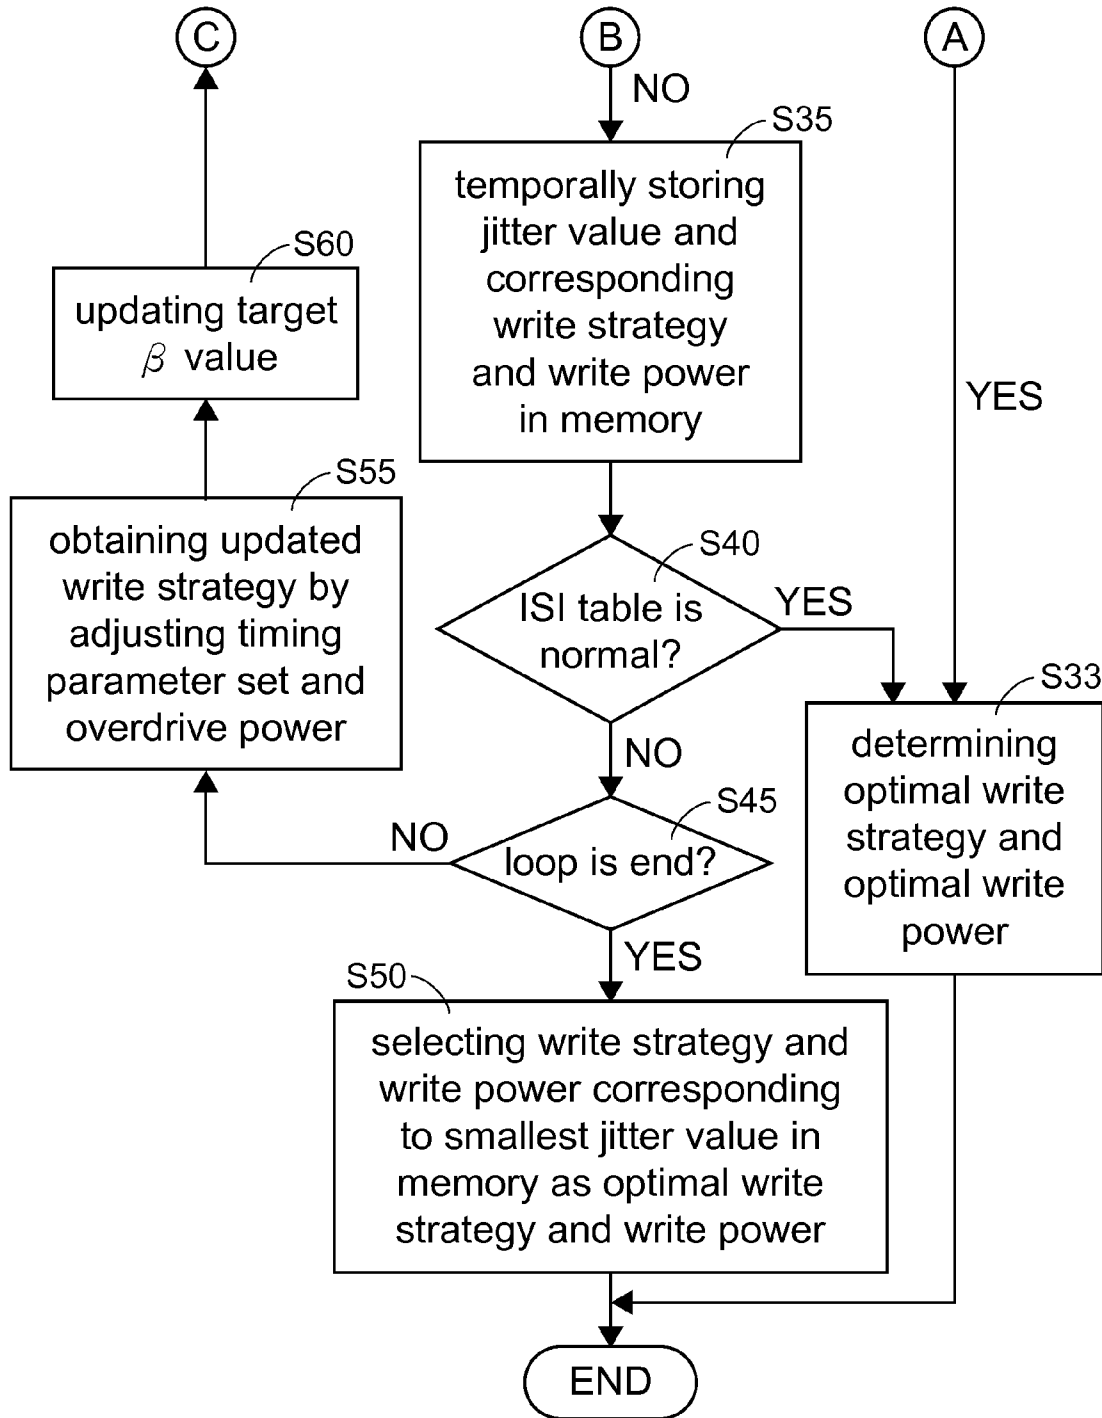 C
B
A
NO
S35
temporally storing
jitter value and
corresponding
write strategy
and write power
in memory
YES
S60
updating target
β value
S55
obtaining updated
write strategy by
adjusting timing
parameter set and
overdrive power
S40
ISI table is
normal?
YES
S33
determining
optimal write
strategy and
optimal write
power
NO
S45
loop is end?
NO
YES
S50
selecting write strategy and
write power corresponding
to smallest jitter value in
memory as optimal write
strategy and write power
END